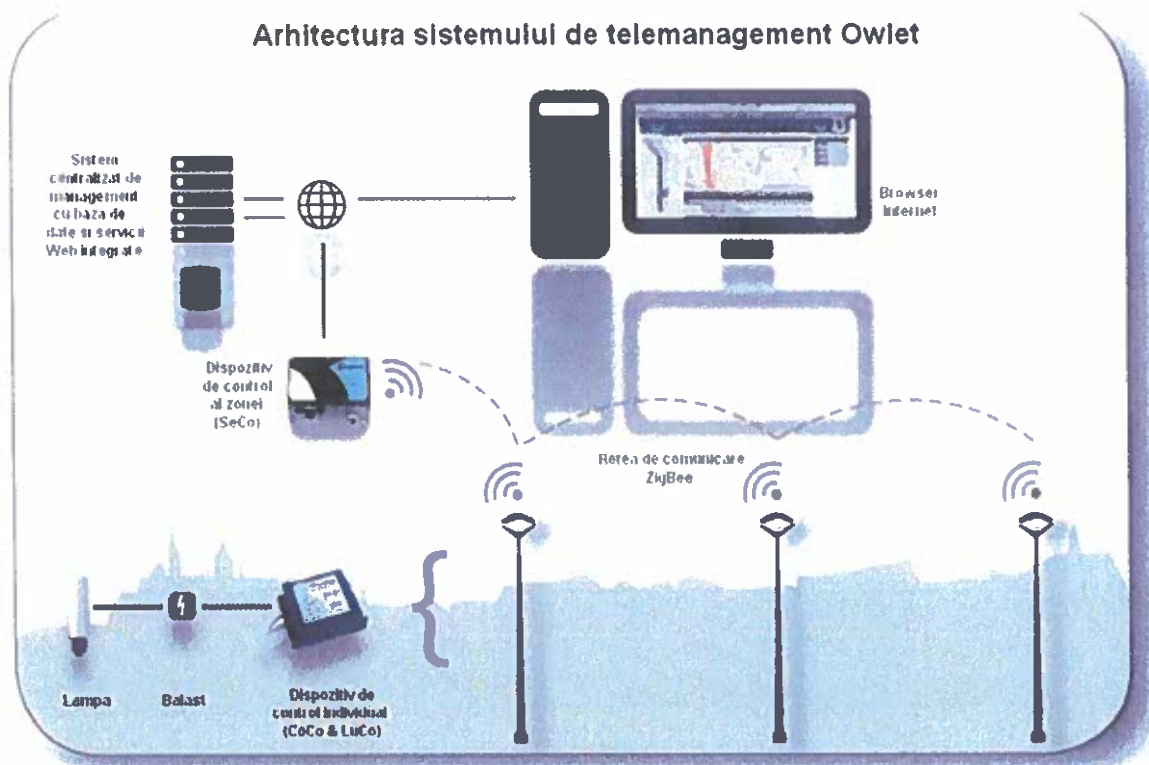 Arhitectura sistemului de telemanagement Owlet
Sistem
centralizat de
management
cu baza de
date si servicii
Web integrate
Browser
Internet
Dispozitiv
de control
al zonei
(SeCo)
Retea de comunicare
ZigBee
Lampa
Balast
Dispozitiv de
control individual
(CoCo & LuCo)